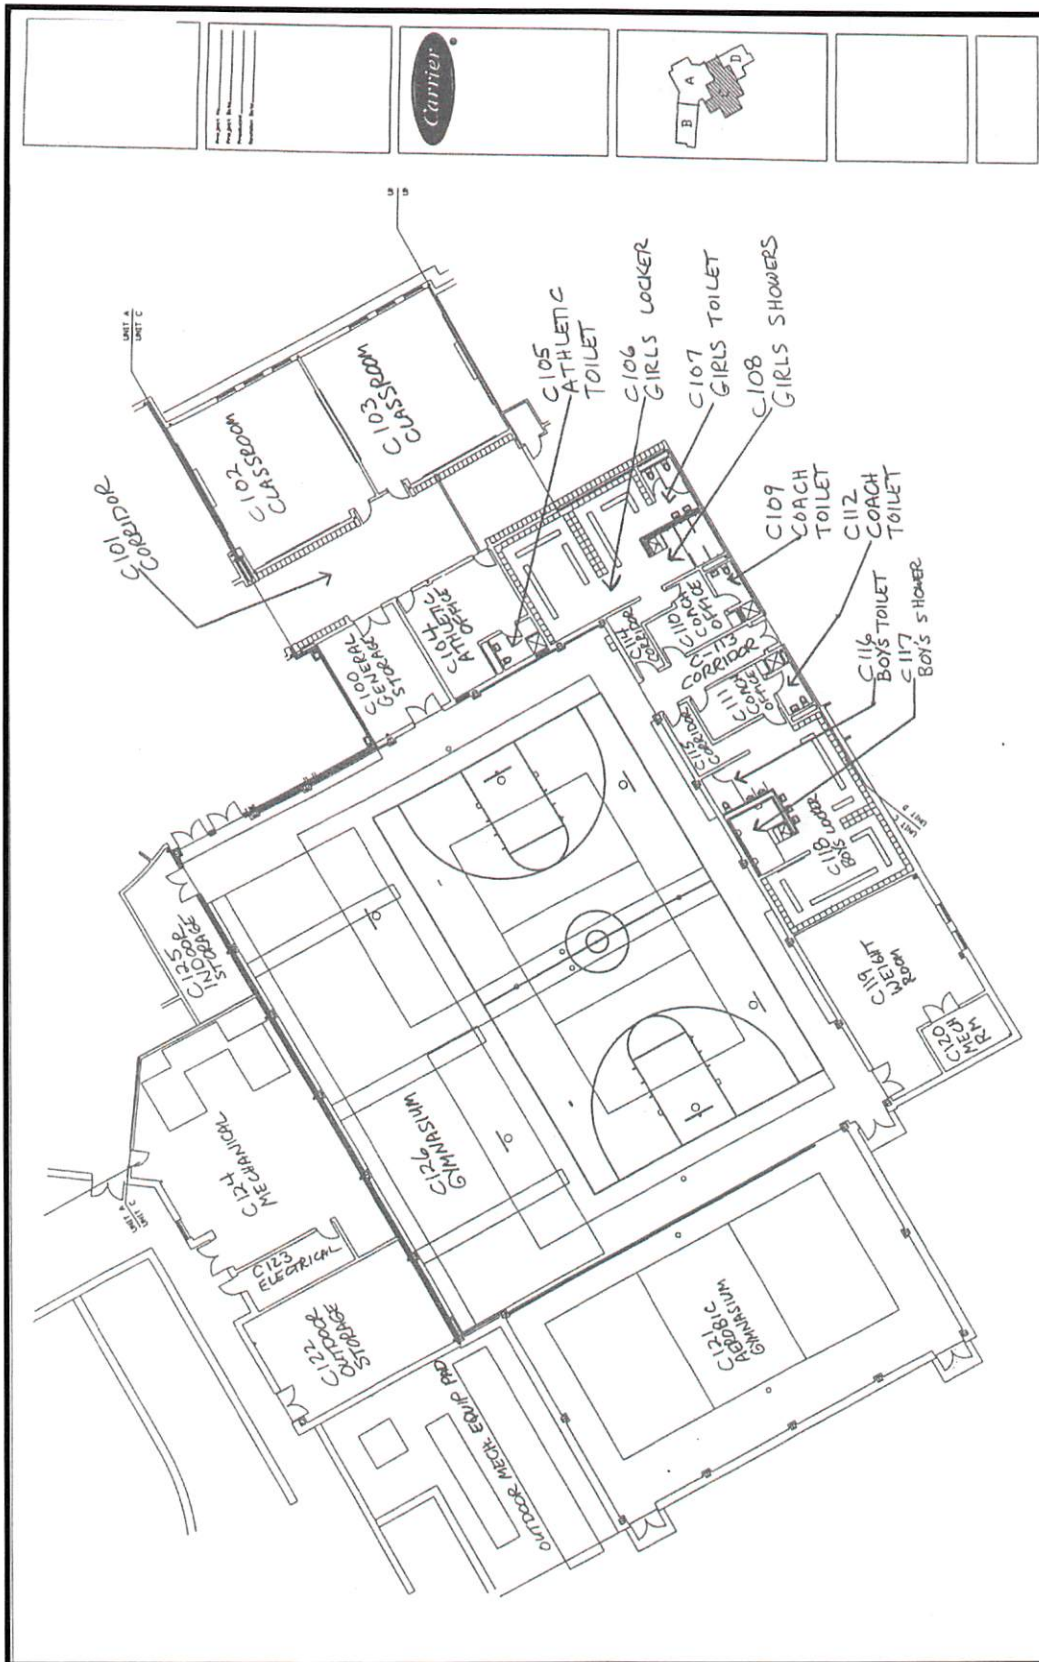 Carrier
A
B
C
D
UNIT A
UNIT C
C101
CORRIDOR
C102
CLASSROOM
C103
CLASSROOM
C100
GENERAL
STORAGE
C104
ATHLETIC
OFFICE
C105
ATHLETIC
TOILET
C106
GIRLS LOCKER
C107
GIRLS TOILET
C108
GIRLS SHOWERS
C109
COACH
TOILET
C112
COACH
TOILET
C116
BOYS TOILET
C117
BOY'S SHOWER
C114
CORRIDOR
C110
COACH
OFFICE
C-113
CORRIDOR
C111
COACH
OFFICE
C115
CORRIDOR
C118
BOYS LOCKER
UNIT C
UNIT D
C119
WEIGHT
ROOM
C120
MECH
RM
C125
INDOOR
STORAGE
C124
MECHANICAL
UNIT A
UNIT C
C123
ELECTRICAL
C122
OUTDOOR
STORAGE
C126
GYMNASIUM
C121
AEROBIC
GYMNASIUM
OUTDOOR MECH. EQUIP PAD